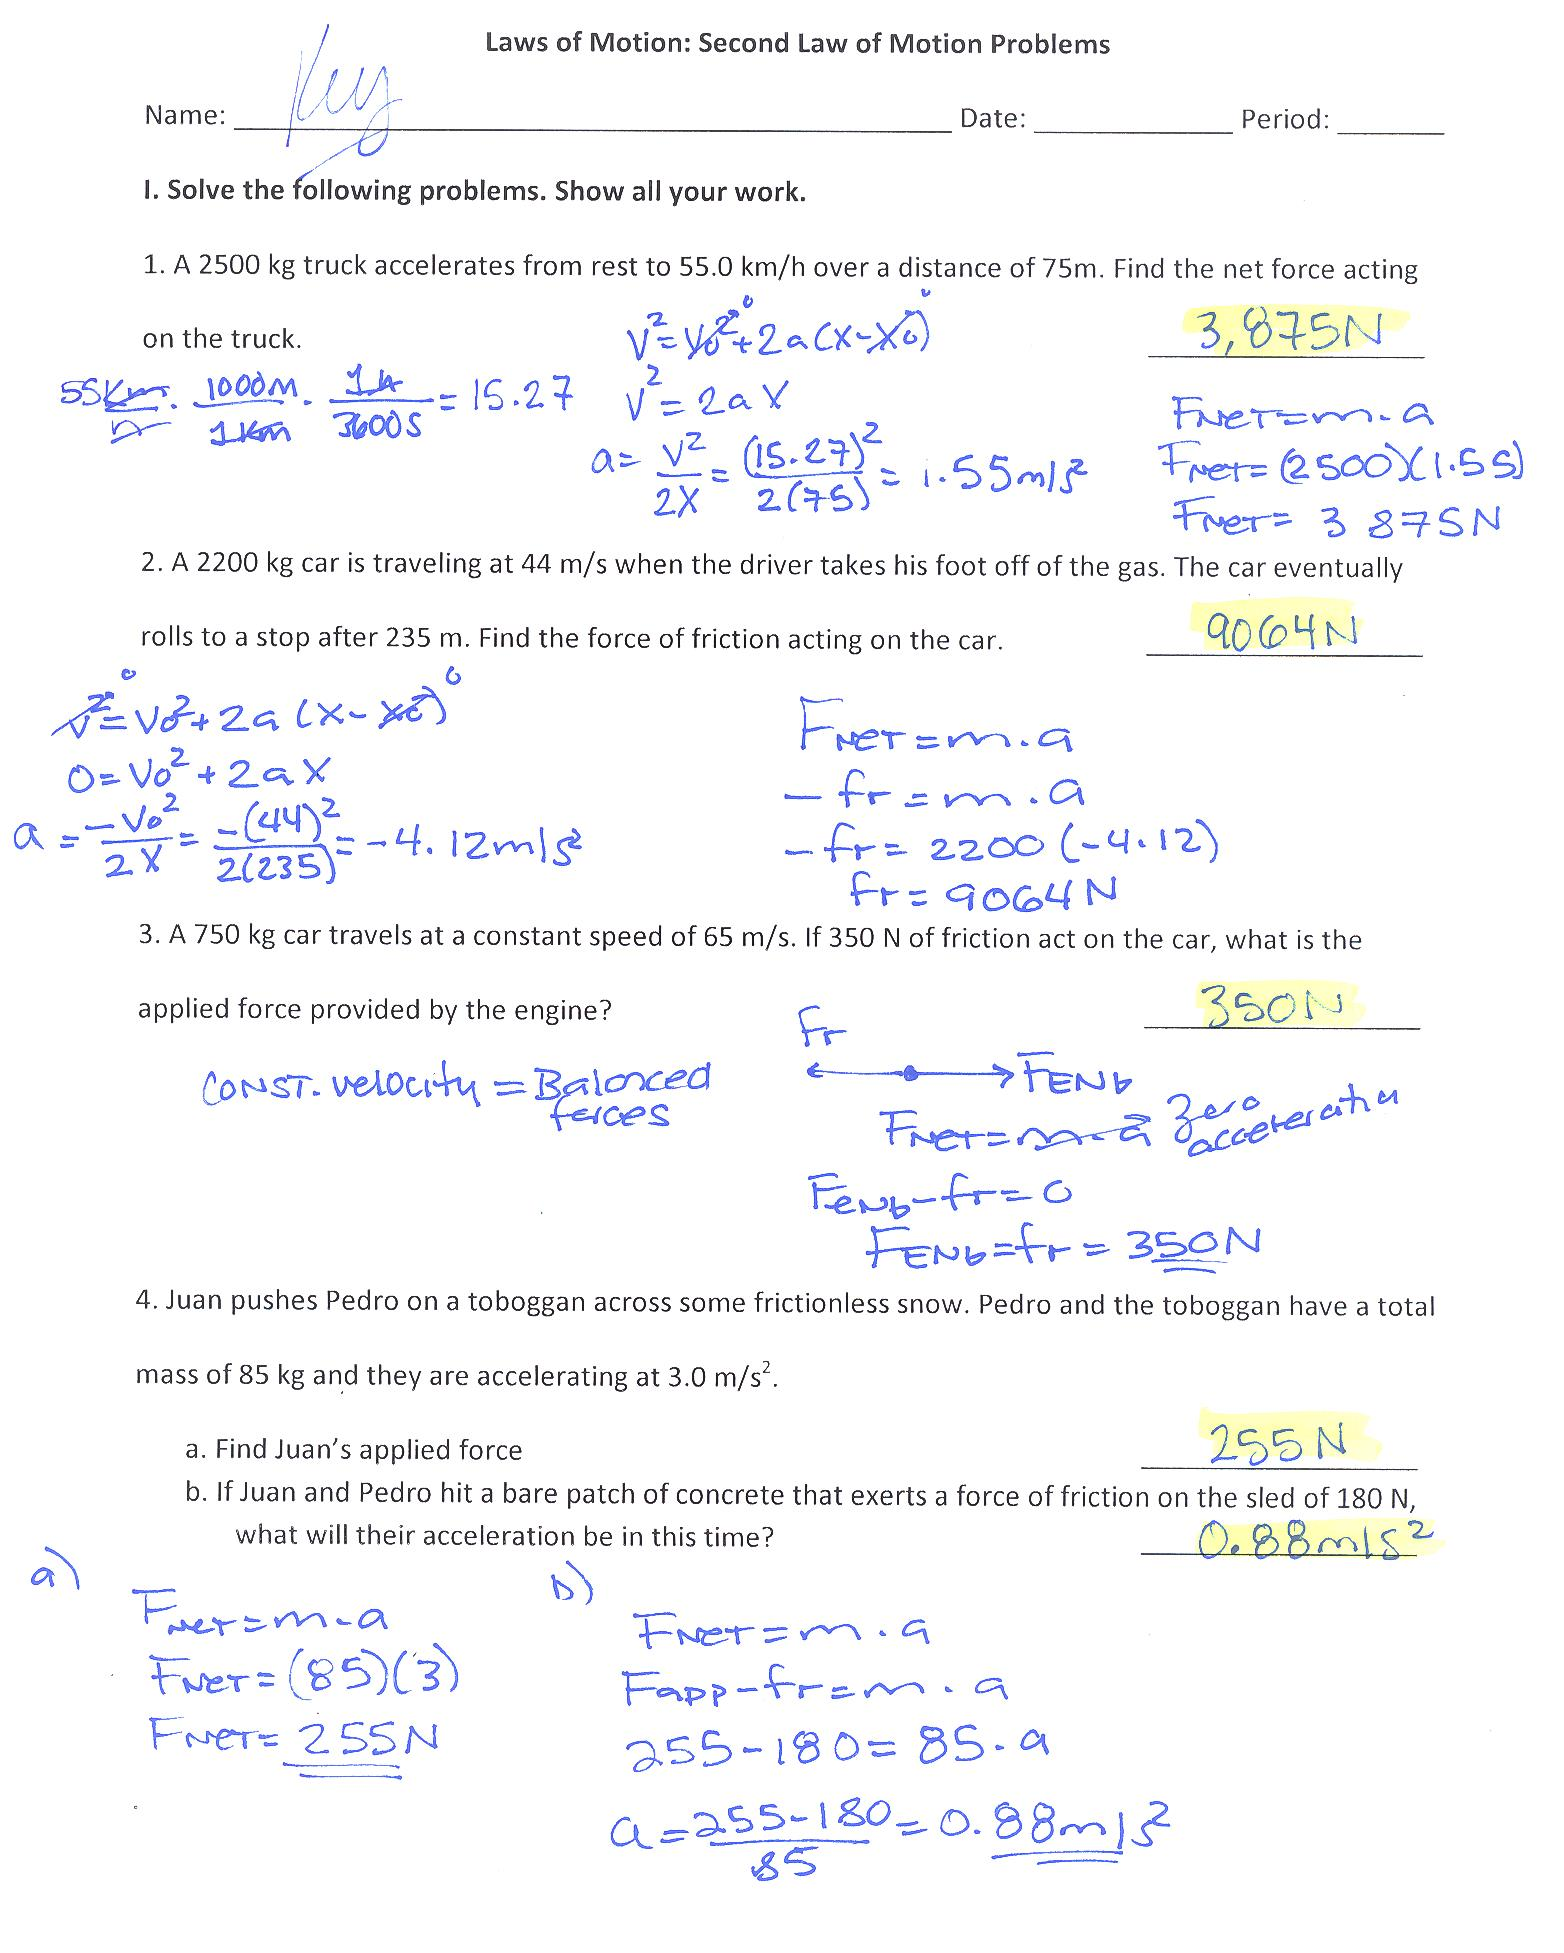 Laws of Motion: Second Law of Motion Problems
Name: Key Date: Period:
I. Solve the following problems. Show all your work.
1. A 2500 kg truck accelerates from rest to 55.0 km/h over a distance of 75m. Find the net force acting
on the truck.
3,875N
55Km/h · 1000m/1Km · 1h/3600s = 15.27
V²=V₀²+2a(X-X₀)
0 0
V²=2aX
a= V²/2X = (15.27)²/2(75) = 1.55m/s²
FNET=m·a
FNET=(2500)(1.55)
FNET= 3 875N
2. A 2200 kg car is traveling at 44 m/s when the driver takes his foot off of the gas. The car eventually
rolls to a stop after 235 m. Find the force of friction acting on the car.
9064N
0 0
V²=V₀²+2a(X-X₀)
0=V₀²+2aX
a = -V₀²/2X = -(44)²/2(235) = -4.12m/s²
FNET=m·a
-fr=m·a
-fr= 2200(-4.12)
fr=9064N
3. A 750 kg car travels at a constant speed of 65 m/s. If 350 N of friction act on the car, what is the
applied force provided by the engine?
350N
CONST. velocity = Balanced
forces
fr
FENG
FNET=m·a Zero
acceleration
FENG-fr=0
FENG=fr=350N
4. Juan pushes Pedro on a toboggan across some frictionless snow. Pedro and the toboggan have a total
mass of 85 kg and they are accelerating at 3.0 m/s².
a. Find Juan's applied force
255N
b. If Juan and Pedro hit a bare patch of concrete that exerts a force of friction on the sled of 180 N,
what will their acceleration be in this time?
0.88m/s²
a)
FNET=m·a
FNET=(85)(3)
FNET=255N
b)
FNET=m·a
Fapp-fr=m·a
255-180=85·a
a=255-180/85=0.88m/s²